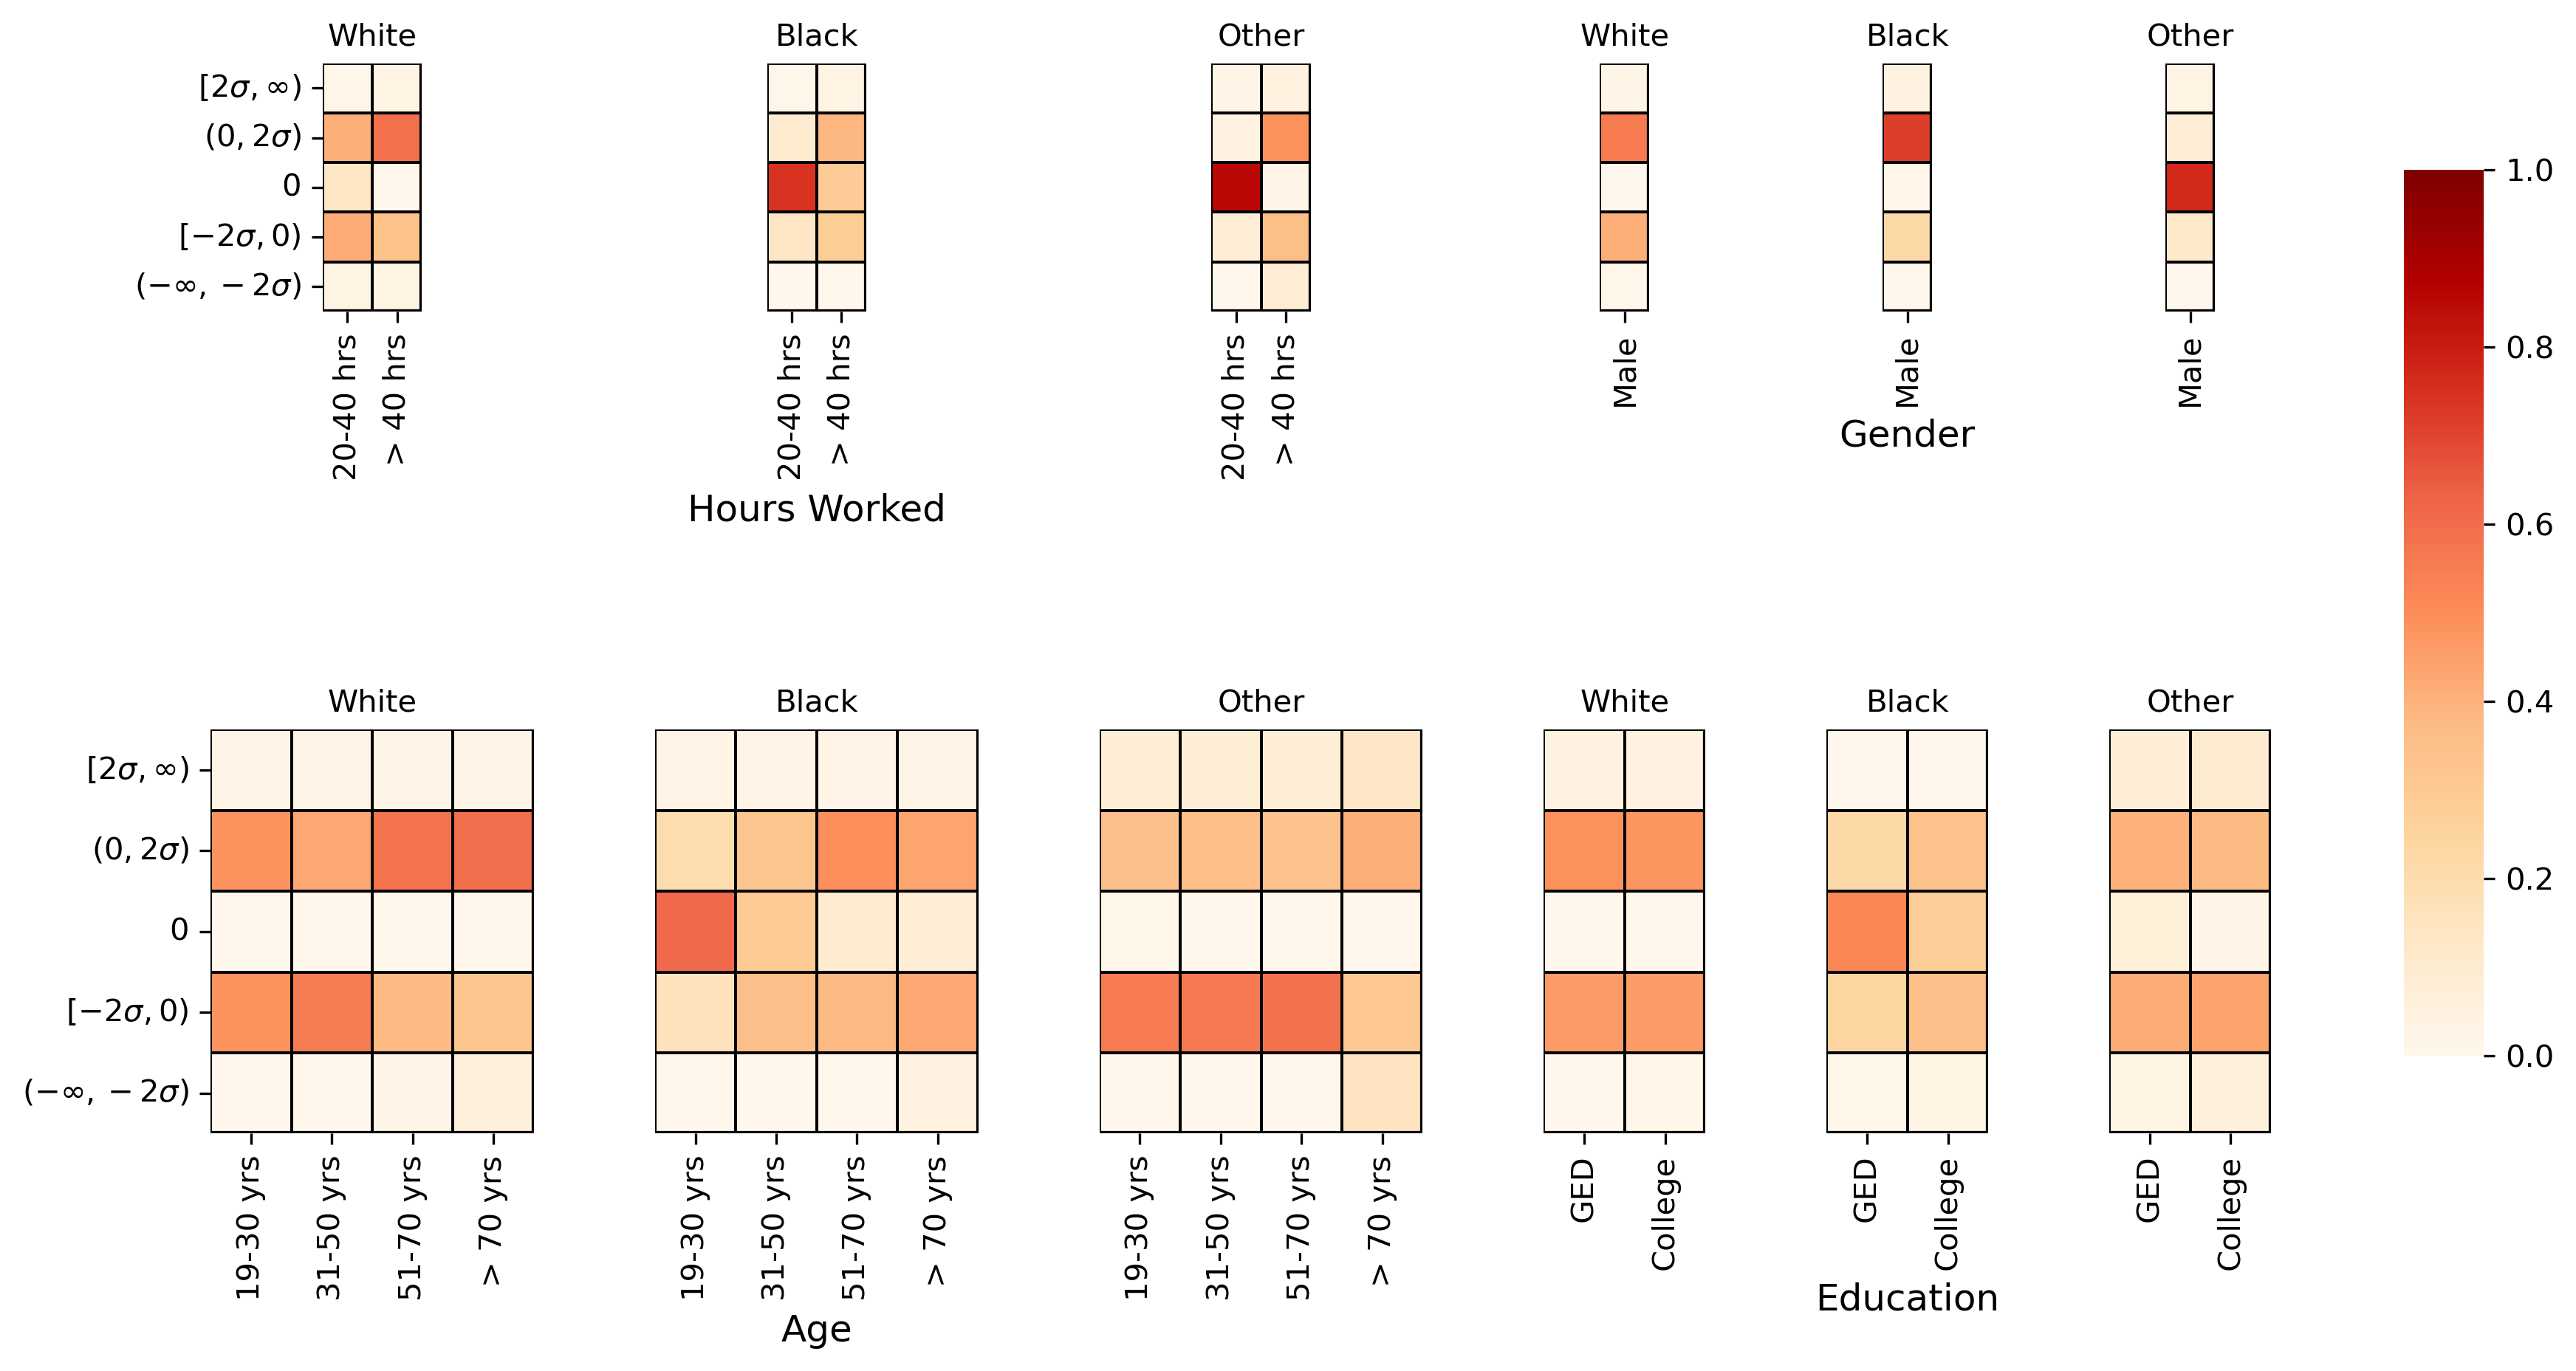 White Black Other White Black Other
[2σ, ∞)
(0, 2σ)
0
[−2σ, 0)
(−∞, −2σ)
20-40 hrs
> 40 hrs
20-40 hrs
> 40 hrs
20-40 hrs
> 40 hrs
Male
Male
Male
Hours Worked
Gender
1.0
0.8
0.6
0.4
0.2
0.0
White Black Other White Black Other
[2σ, ∞)
(0, 2σ)
0
[−2σ, 0)
(−∞, −2σ)
19-30 yrs
31-50 yrs
51-70 yrs
> 70 yrs
19-30 yrs
31-50 yrs
51-70 yrs
> 70 yrs
19-30 yrs
31-50 yrs
51-70 yrs
> 70 yrs
GED
College
GED
College
GED
College
Age
Education